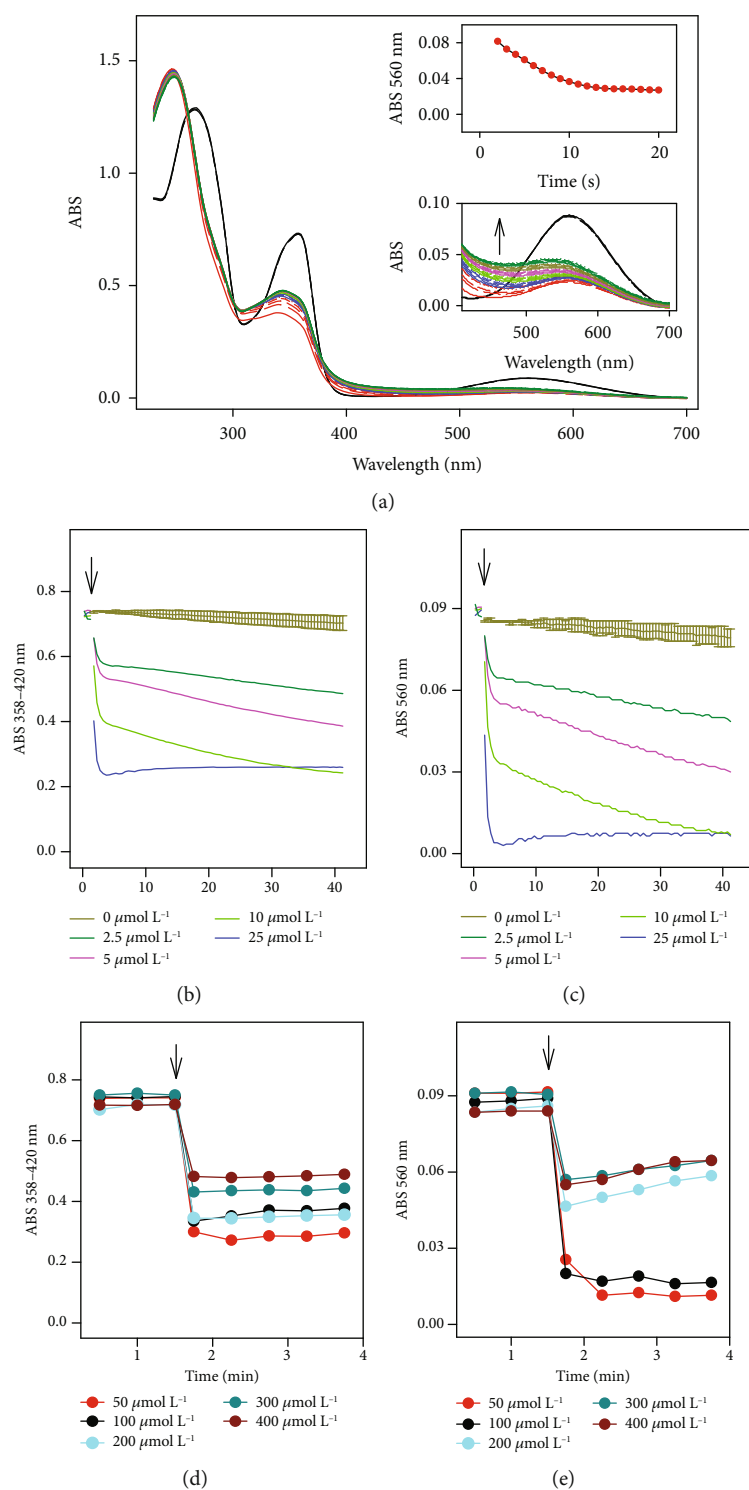 1.5
1.0
0.5
0.0
ABS
300
400
500
600
700
Wavelength (nm)
0.08
0.04
0.00
ABS 560 nm
0
10
20
Time (s)
0.10
0.05
0.00
ABS
500
600
700
Wavelength (nm)
(a)
0.8
0.6
0.4
0.2
0.0
ABS 358–420 nm
0
10
20
30
40
0 µmol L⁻¹
10 µmol L⁻¹
2.5 µmol L⁻¹
25 µmol L⁻¹
5 µmol L⁻¹
(b)
0.09
0.06
0.03
0.00
ABS 560 nm
0
10
20
30
40
0 µmol L⁻¹
10 µmol L⁻¹
2.5 µmol L⁻¹
25 µmol L⁻¹
5 µmol L⁻¹
(c)
0.8
0.6
0.4
0.2
0.0
ABS 358–420 nm
1
2
3
4
Time (min)
50 µmol L⁻¹
300 µmol L⁻¹
100 µmol L⁻¹
400 µmol L⁻¹
200 µmol L⁻¹
(d)
0.09
0.06
0.03
0.00
ABS 560 nm
1
2
3
4
Time (min)
50 µmol L⁻¹
300 µmol L⁻¹
100 µmol L⁻¹
400 µmol L⁻¹
200 µmol L⁻¹
(e)